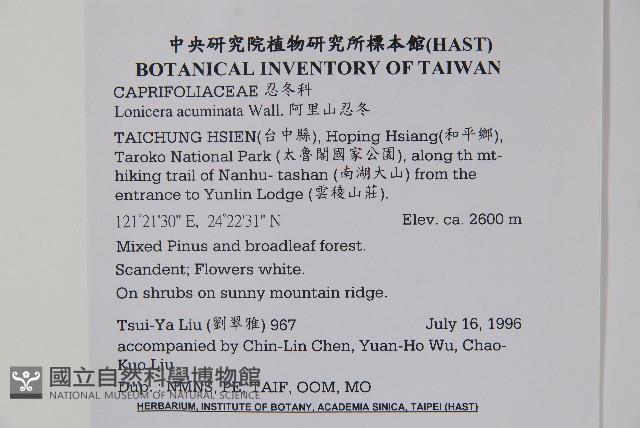 中央研究院植物研究所標本館(HAST)
BOTANICAL INVENTORY OF TAIWAN
CAPRIFOLIACEAE 忍冬科
Lonicera acuminata Wall. 阿里山忍冬
TAICHUNG HSIEN(台中縣), Hoping Hsiang(和平鄉),
Taroko National Park (太魯閣國家公園), along th mt-
hiking trail of Nanhu- tashan (南湖大山) from the
entrance to Yunlin Lodge (雲稜山莊).
121°21'30" E, 24°22'31" N Elev. ca. 2600 m
Mixed Pinus and broadleaf forest.
Scandent; Flowers white.
On shrubs on sunny mountain ridge.
Tsui-Ya Liu (劉翠雅) 967 July 16, 1996
accompanied by Chin-Lin Chen, Yuan-Ho Wu, Chao-
Kuo Liu
國立自然科學博物館
NATIONAL MUSEUM OF NATURAL SCIENCE
Dup.: NMNS, PE, TAIF, OOM, MO
HERBARIUM, INSTITUTE OF BOTANY, ACADEMIA SINICA, TAIPEI (HAST)